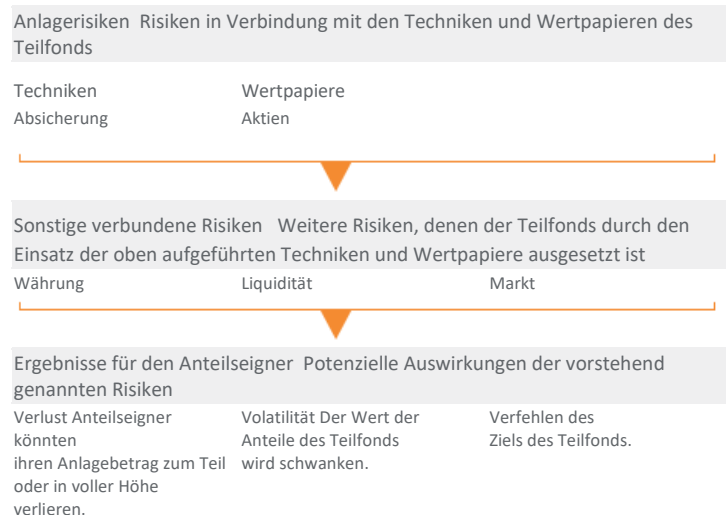 Anlagerisiken Risiken in Verbindung mit den Techniken und Wertpapieren des
Teilfonds
Techniken Wertpapiere
Absicherung Aktien
Sonstige verbundene Risiken Weitere Risiken, denen der Teilfonds durch den
Einsatz der oben aufgeführten Techniken und Wertpapiere ausgesetzt ist
Währung Liquidität Markt
Ergebnisse für den Anteilseigner Potenzielle Auswirkungen der vorstehend
genannten Risiken
Verlust Anteilseigner
könnten
ihren Anlagebetrag zum Teil
oder in voller Höhe
verlieren.
Volatilität Der Wert der
Anteile des Teilfonds
wird schwanken.
Verfehlen des
Ziels des Teilfonds.